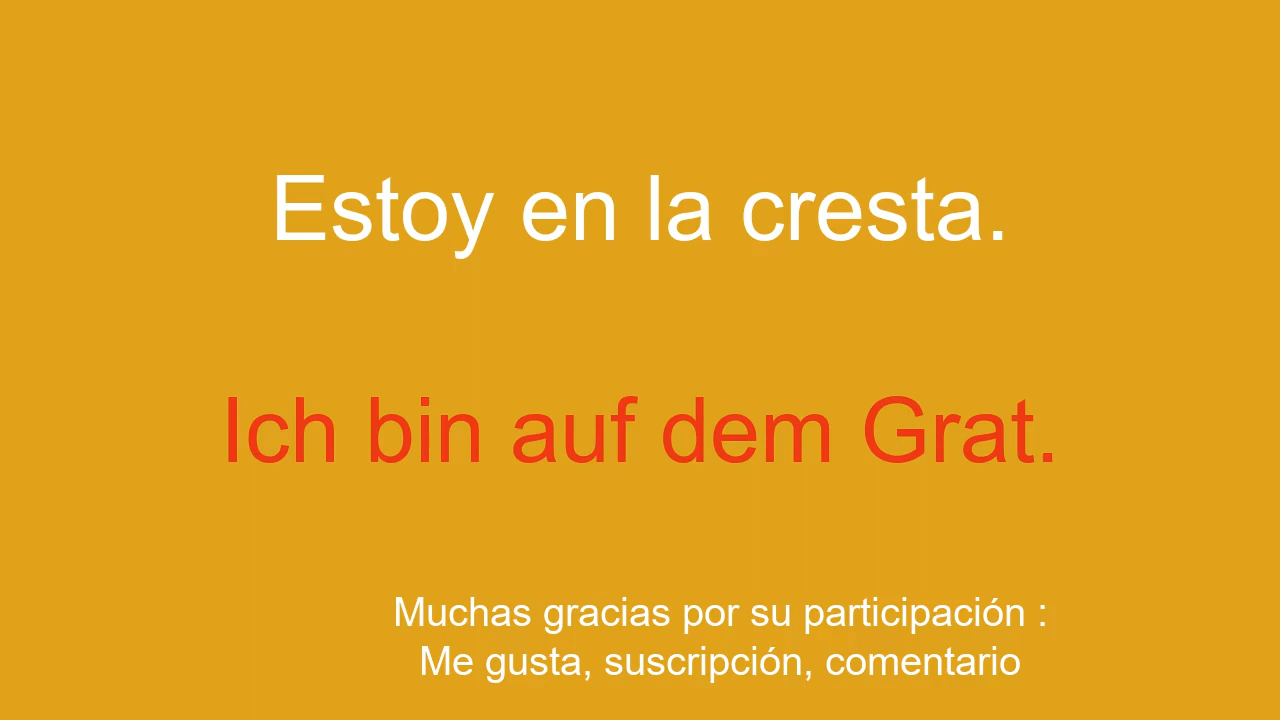 Estoy en la cresta.
Ich bin auf dem Grat.
Muchas gracias por su participación :
Me gusta, suscripción, comentario